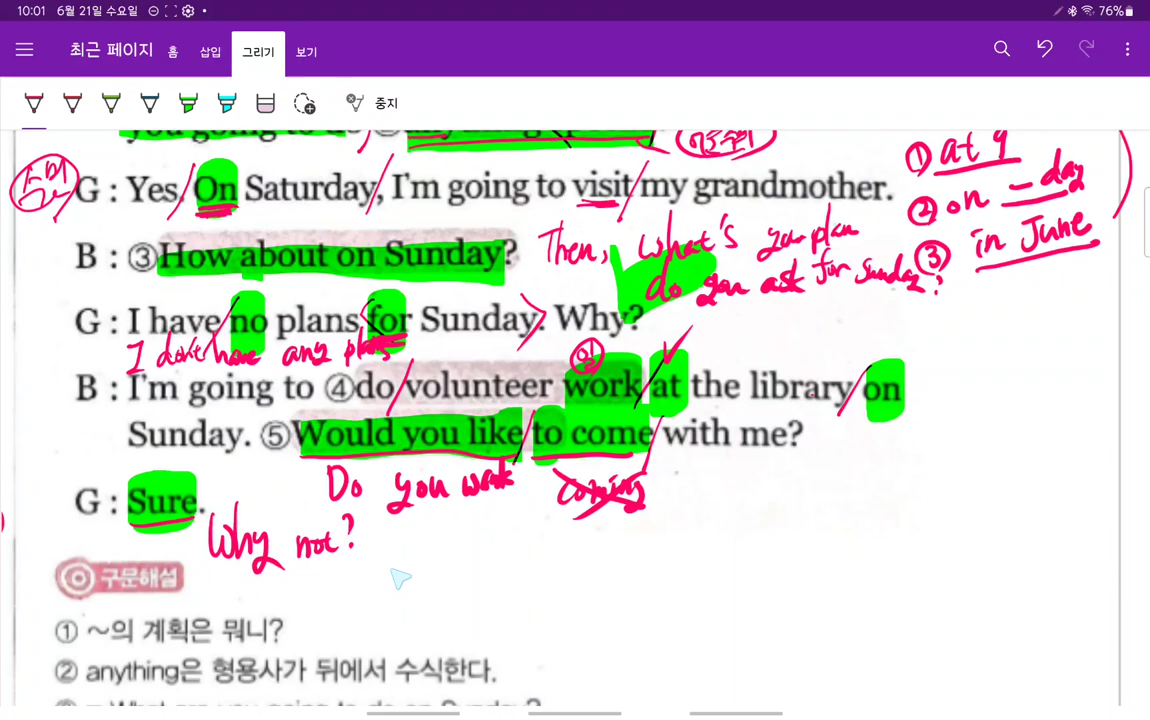 10:01 6월 21일 수요일 76%
최근 페이지 홈 삽입 그리기 보기
중지
you going to do, ② anything
① at 9
G : Yes. On Saturday, I'm going to visit my grandmother.
② on _ day
B : ③How about on Sunday? Then, what's your plan
③ in June
do you ask for Sunday?
G : I have no plans for Sunday. Why?
I don't have any plans
B : I'm going to ④do volunteer work at the library on
Sunday. ⑤Would you like to come with me?
Do you want coming
G : Sure.
Why not?
구문해설
① ~의 계획은 뭐니?
② anything은 형용사가 뒤에서 수식한다.